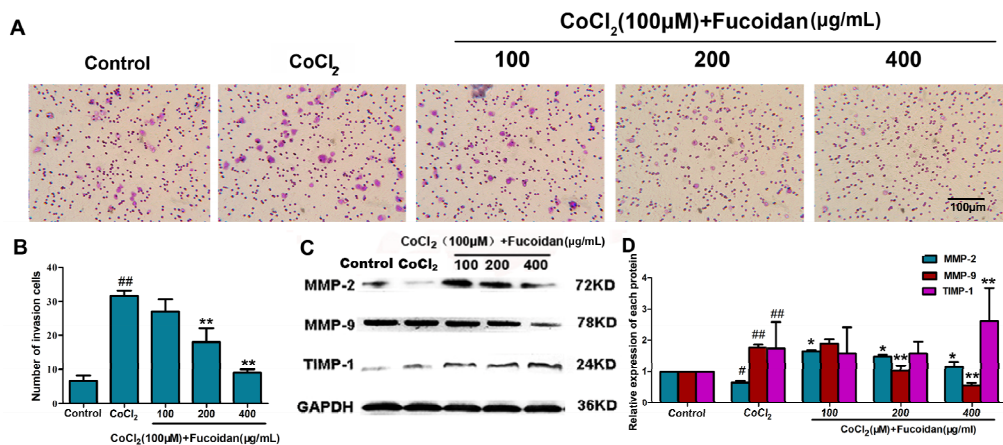 A
CoCl2(100μM)+Fucoidan(μg/mL)
Control
CoCl2
100
200
400
100μm
B
Number of invasion cells
40
30
20
10
0
##
**
**
Control
CoCl2
100
200
400
CoCl2(100μM)+Fucoidan(μg/mL)
C
CoCl2 (100μM) +Fucoidan(μg/mL)
Control
CoCl2
100
200
400
MMP-2
72KD
MMP-9
78KD
TIMP-1
24KD
GAPDH
36KD
D
MMP-2
MMP-9
TIMP-1
Relative expression of each protein
4
3
2
1
0
#
##
##
*
*
**
*
**
**
Control
CoCl2
100
200
400
CoCl2(μM)+Fucoidan(μg/ml)